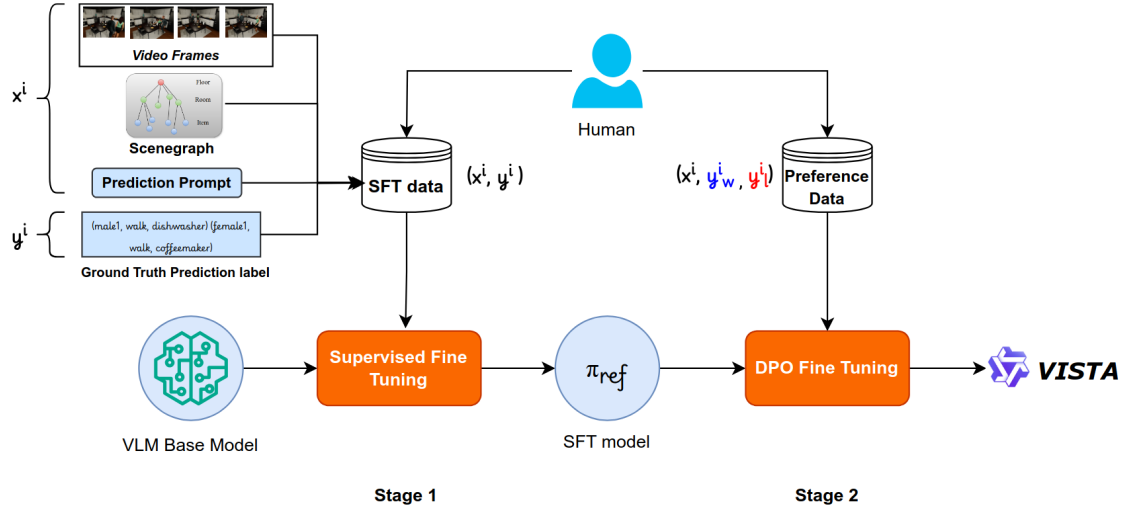 Video Frames
x^i
Floor
Room
Item
Scenegraph
Prediction Prompt
y^i
(male1, walk, dishwasher) (female1,
walk, coffeemaker)
Ground Truth Prediction label
Human
SFT data
(x^i, y^i)
(x^i, y^i_w, y^i_l)
Preference
Data
Supervised Fine
Tuning
π_ref
DPO Fine Tuning
VISTA
VLM Base Model
SFT model
Stage 1
Stage 2